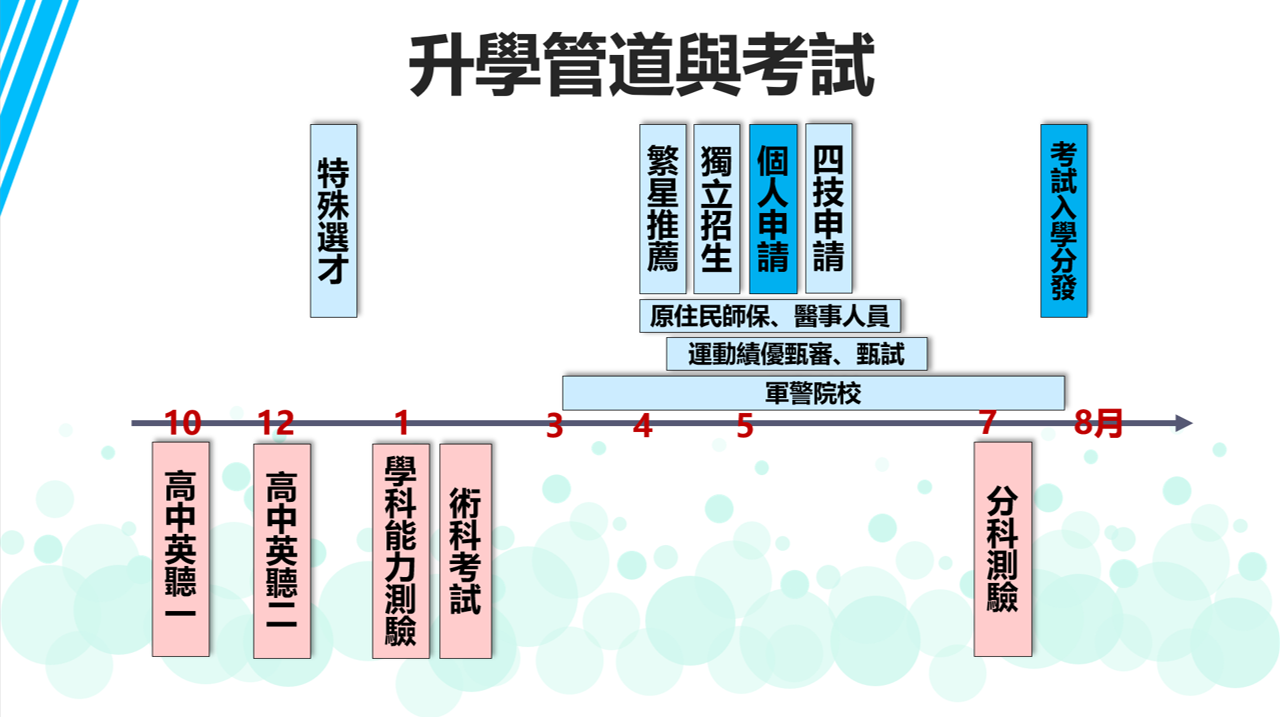 升學管道與考試
特殊選才
繁星推薦
獨立招生
個人申請
四技申請
考試入學分發
原住民師保、醫事人員
運動績優甄審、甄試
軍警院校
10
12
1
3
4
5
7
8月
高中英聽一
高中英聽二
學科能力測驗
術科考試
分科測驗